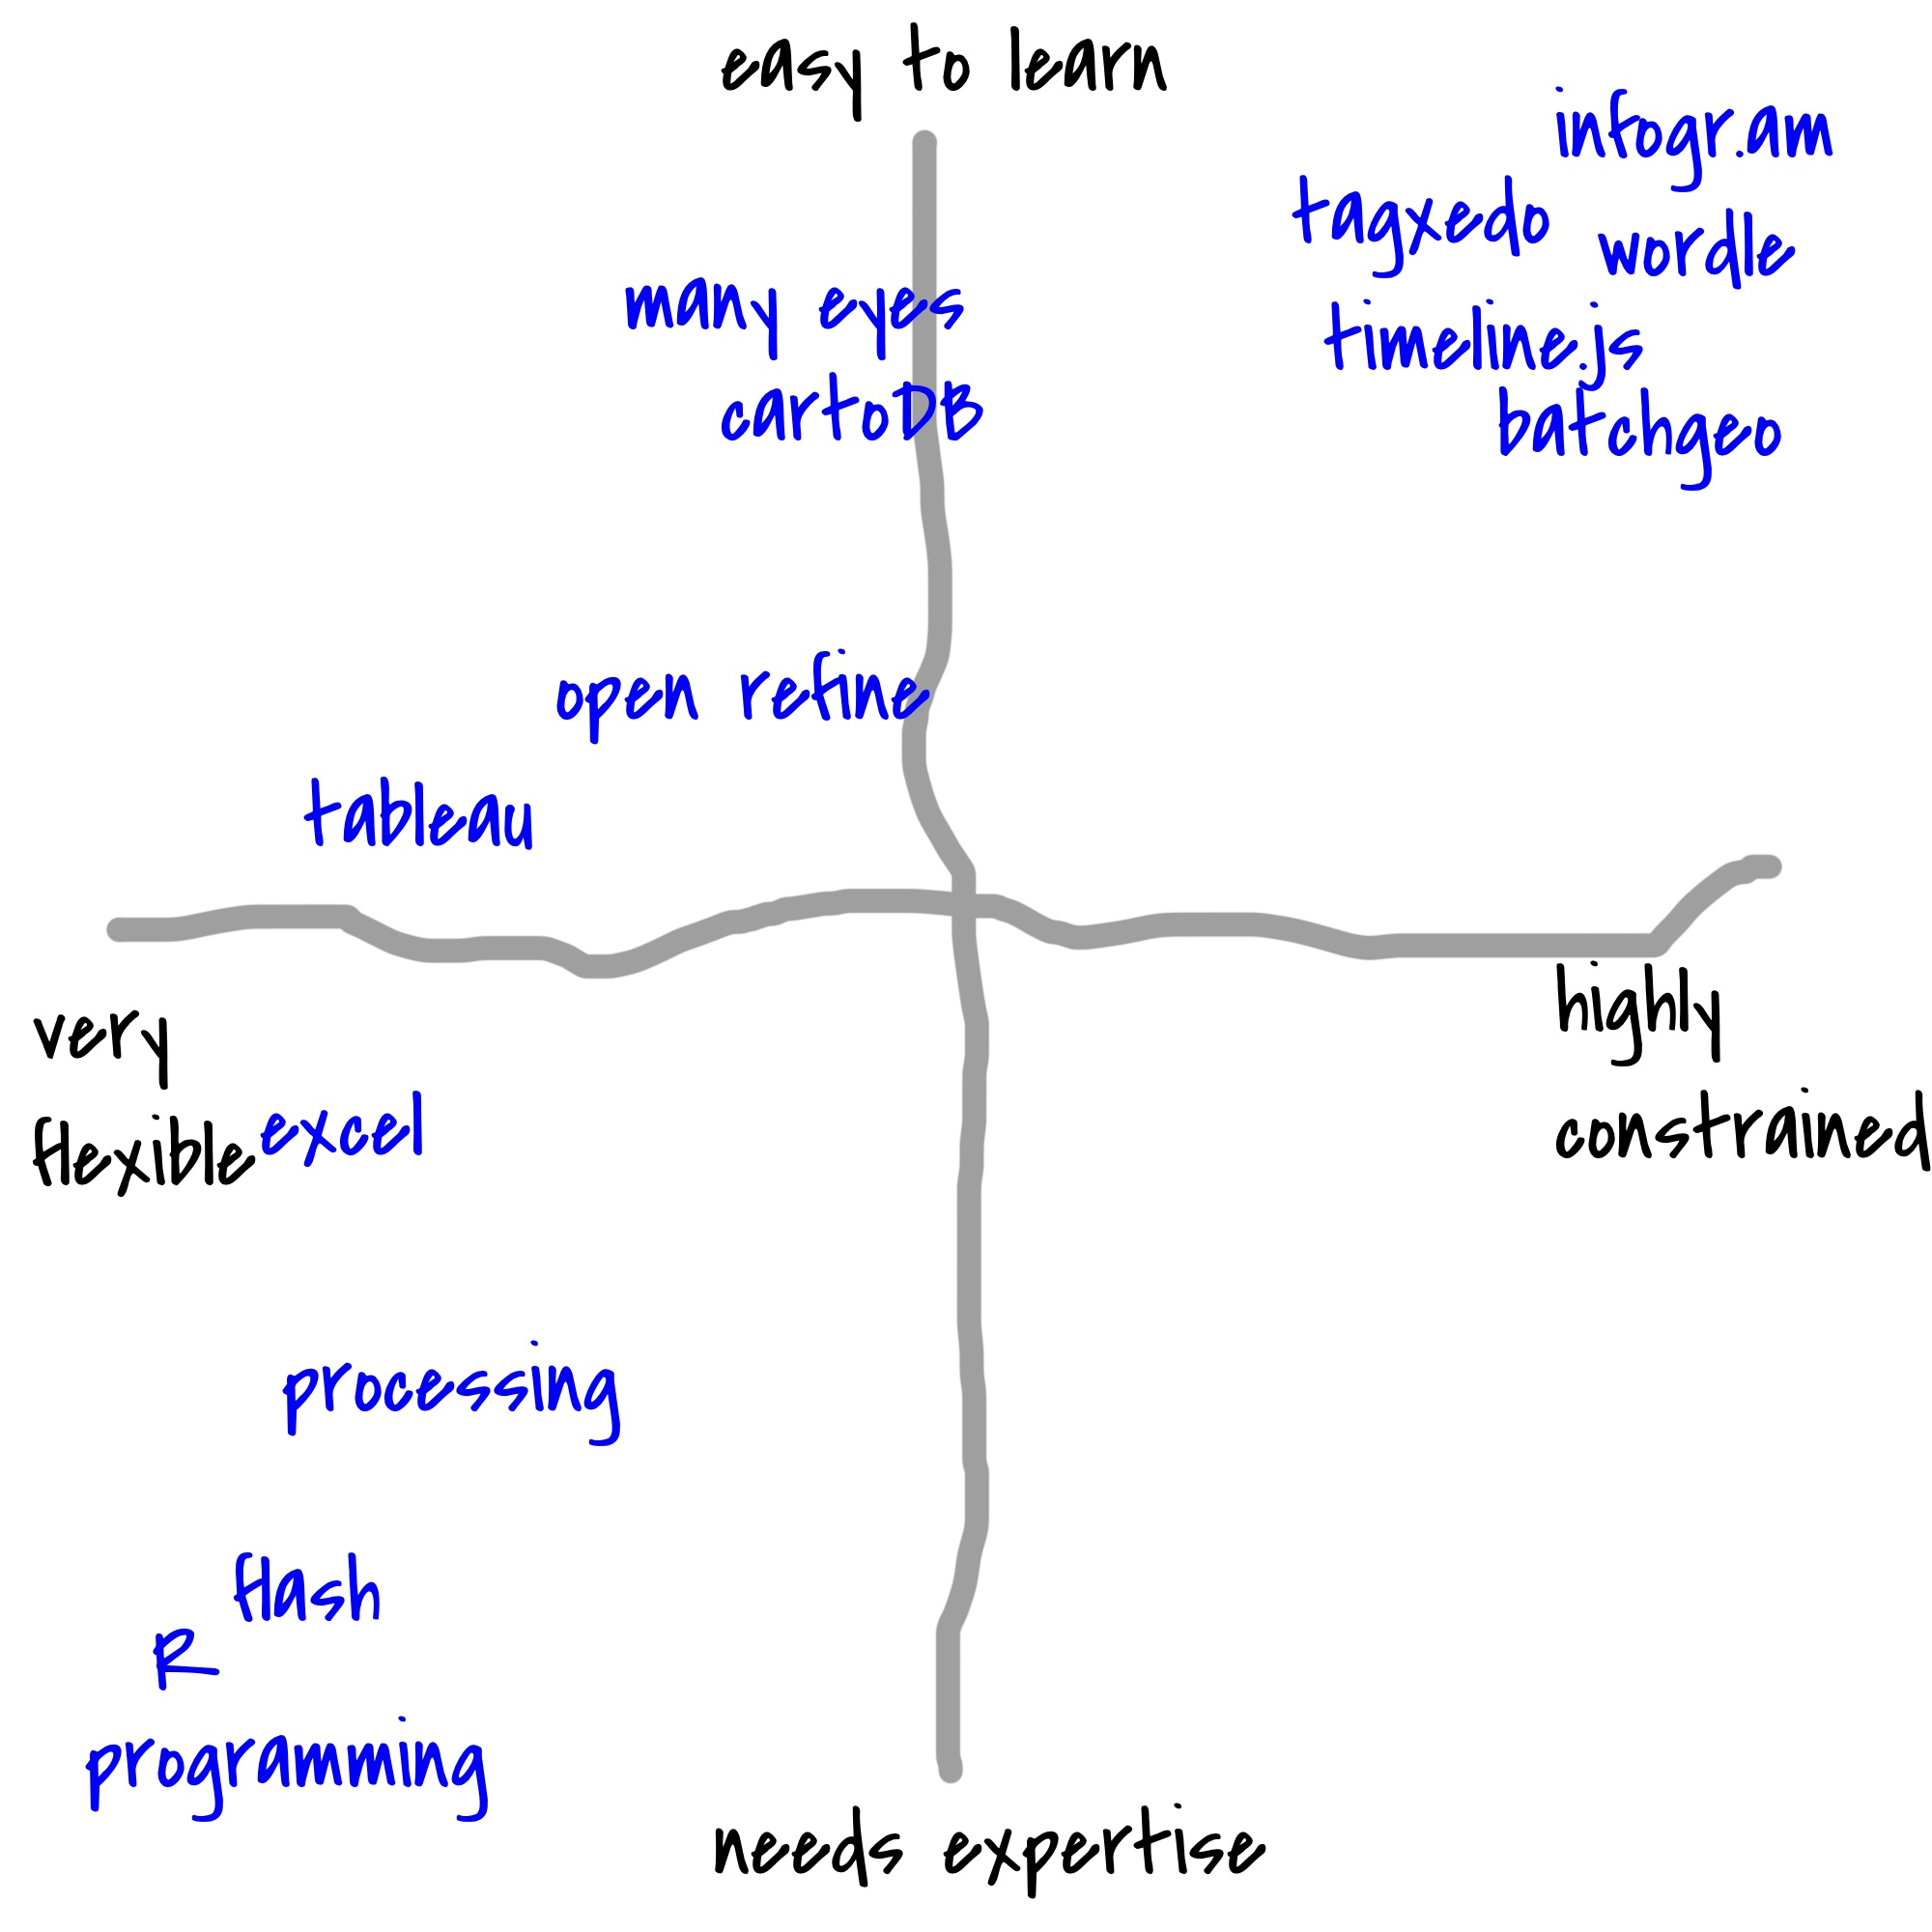 easy to learn
infogr.am
tagxedo
wordle
many eyes
timeline.js
cartoDB
batchgeo
open refine
tableau
very
flexible
highly
constrained
excel
processing
flash
R
programming
needs expertise